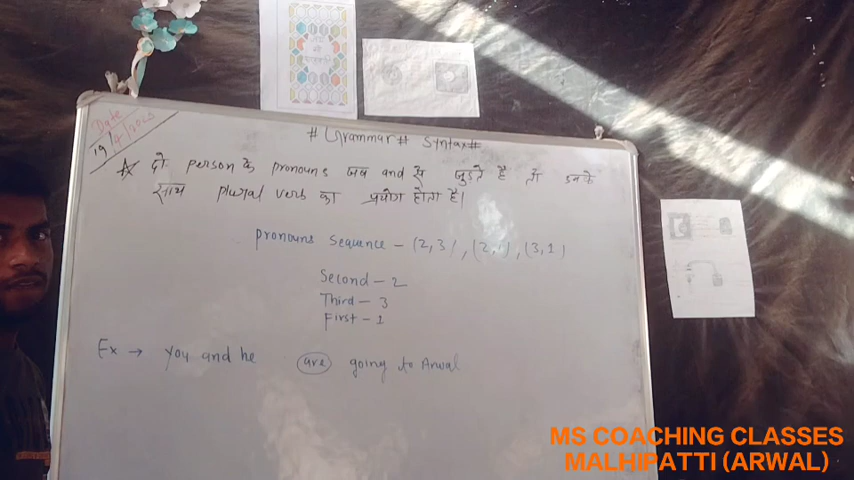 Date
19/4/2023
# Grammar # Syntax #
☆ दो person के pronouns जब and से जुड़ते है तो उनके
साथ plural verb का प्रयोग होता है।
pronouns sequence – (2,3), (2,1), (3,1)
Second – 2
Third – 3
First – 1
Ex → you and he are going to Arwal
MS COACHING CLASSES
MALHIPATTI (ARWAL)